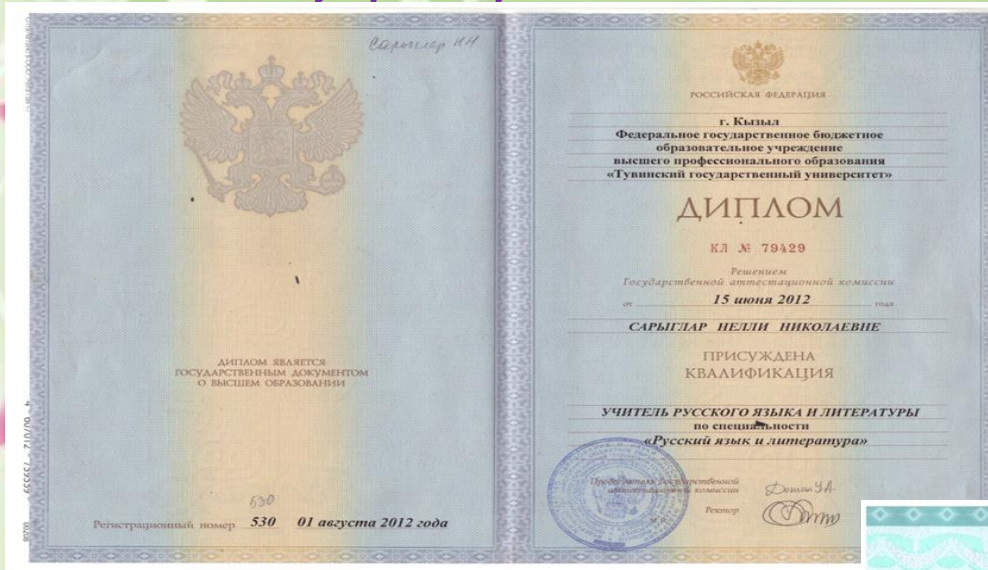 Сарыглар НН
ДИПЛОМ ЯВЛЯЕТСЯ
ГОСУДАРСТВЕННЫМ ДОКУМЕНТОМ
О ВЫСШЕМ ОБРАЗОВАНИИ
530
Регистрационный номер 530 01 августа 2012 года
РОССИЙСКАЯ ФЕДЕРАЦИЯ
г. Кызыл
Федеральное государственное бюджетное
образовательное учреждение
высшего профессионального образования
«Тувинский государственный университет»
ДИПЛОМ
КЛ № 79429
Решением
Государственной аттестационной комиссии
от 15 июня 2012 года
САРЫГЛАР НЕЛЛИ НИКОЛАЕВНЕ
ПРИСУЖДЕНА
КВАЛИФИКАЦИЯ
УЧИТЕЛЬ РУССКОГО ЯЗЫКА И ЛИТЕРАТУРЫ
по специальности
«Русский язык и литература»
Председатель Государственной
аттестационной комиссии
Ректор